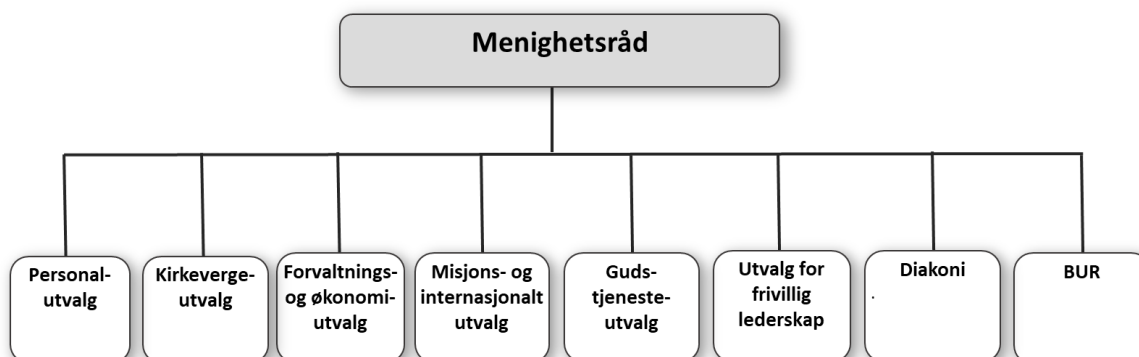 Menighetsråd
Personal-
utvalg
Kirkeverge-
utvalg
Forvaltnings-
og økonomi-
utvalg
Misjons- og
internasjonalt
utvalg
Guds-
tjeneste-
utvalg
Utvalg for
frivillig
lederskap
Diakoni
.
BUR